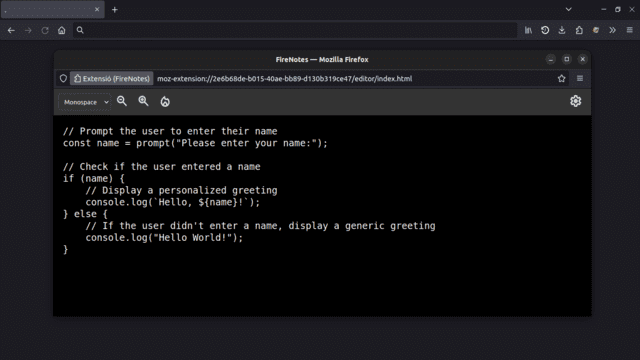 FireNotes — Mozilla Firefox
Extensió (FireNotes) moz-extension://2e6b68de-b015-40ae-bb89-d130b319ce47/editor/index.html
Monospace
// Prompt the user to enter their name
const name = prompt("Please enter your name:");
// Check if the user entered a name
if (name) {
// Display a personalized greeting
console.log(`Hello, ${name}!`);
} else {
// If the user didn't enter a name, display a generic greeting
console.log("Hello World!");
}